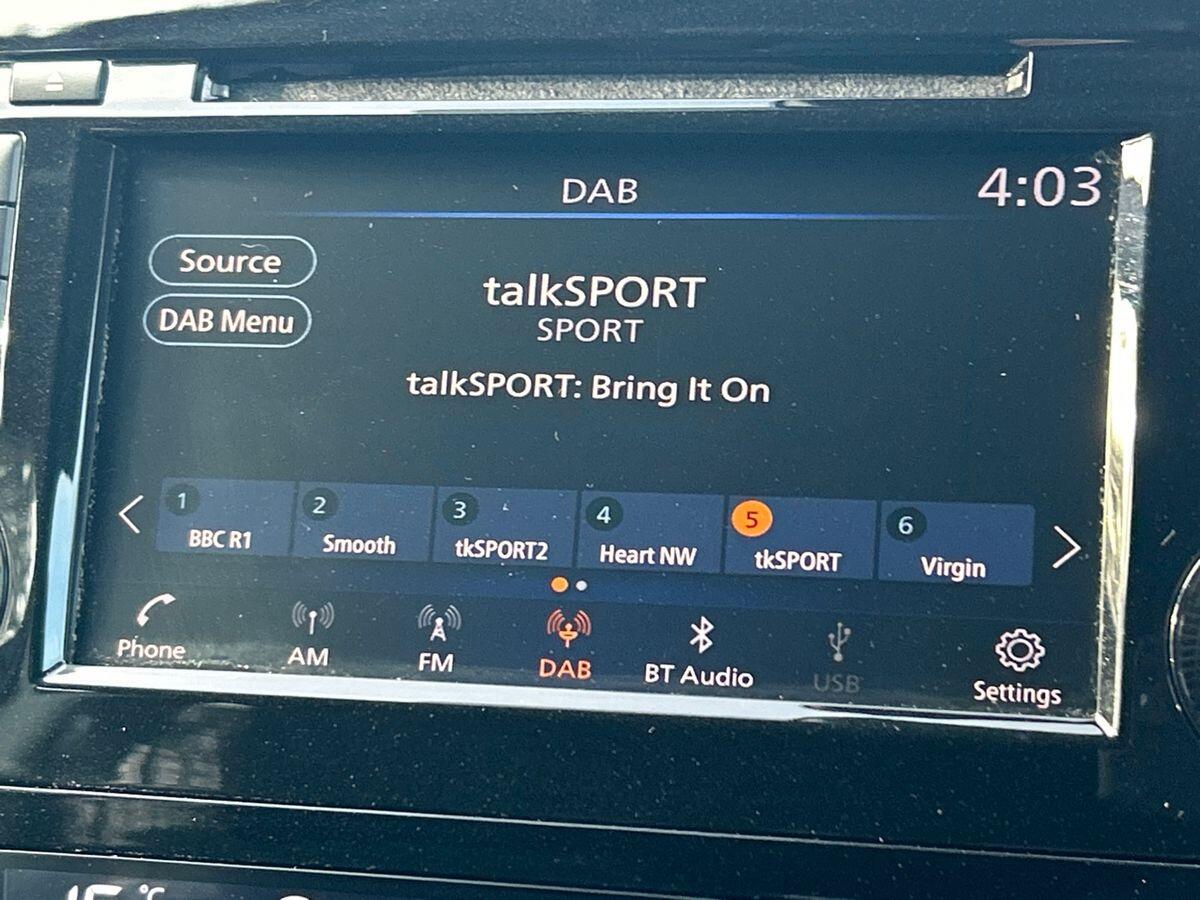 DAB
4:03
Source
talkSPORT
SPORT
DAB Menu
talkSPORT: Bring It On
1
BBC R1
2
Smooth
3
tkSPORT2
4
Heart NW
5
tkSPORT
6
Virgin
Phone
AM
FM
DAB
BT Audio
USB
Settings
°C